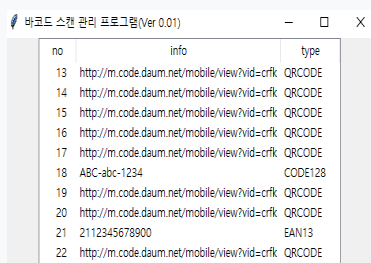 바코드 스캔 관리 프로그램(Ver 0.01)
no info type
13 http://m.code.daum.net/mobile/view?vid=crfk QRCODE
14 http://m.code.daum.net/mobile/view?vid=crfk QRCODE
15 http://m.code.daum.net/mobile/view?vid=crfk QRCODE
16 http://m.code.daum.net/mobile/view?vid=crfk QRCODE
17 http://m.code.daum.net/mobile/view?vid=crfk QRCODE
18 ABC-abc-1234 CODE128
19 http://m.code.daum.net/mobile/view?vid=crfk QRCODE
20 http://m.code.daum.net/mobile/view?vid=crfk QRCODE
21 2112345678900 EAN13
22 http://m.code.daum.net/mobile/view?vid=crfk QRCODE